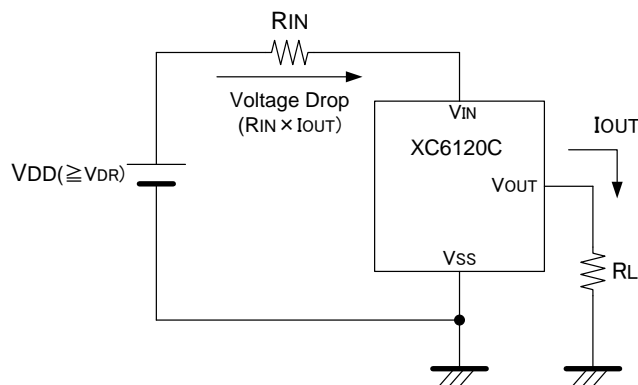 RIN
Voltage Drop
(RIN×IOUT)
VDD(≧VDR)
VIN
XC6120C
VOUT
VSS
IOUT
RL